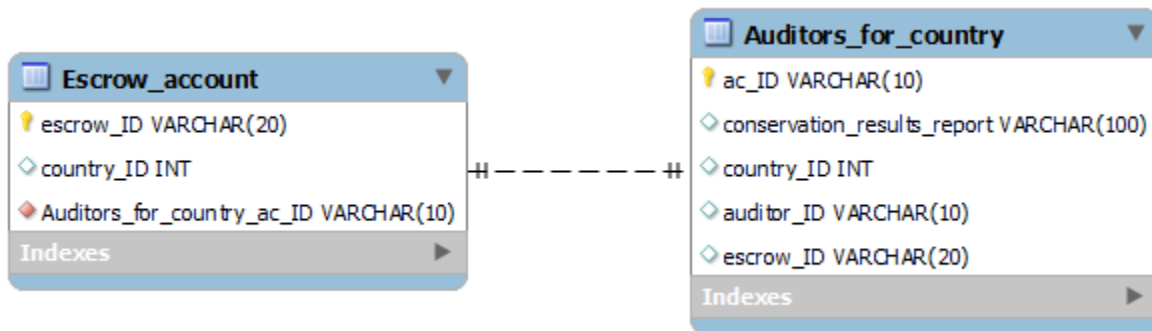 Escrow_account
escrow_ID VARCHAR(20)
country_ID INT
Auditors_for_country_ac_ID VARCHAR(10)
Indexes
Auditors_for_country
ac_ID VARCHAR(10)
conservation_results_report VARCHAR(100)
country_ID INT
auditor_ID VARCHAR(10)
escrow_ID VARCHAR(20)
Indexes